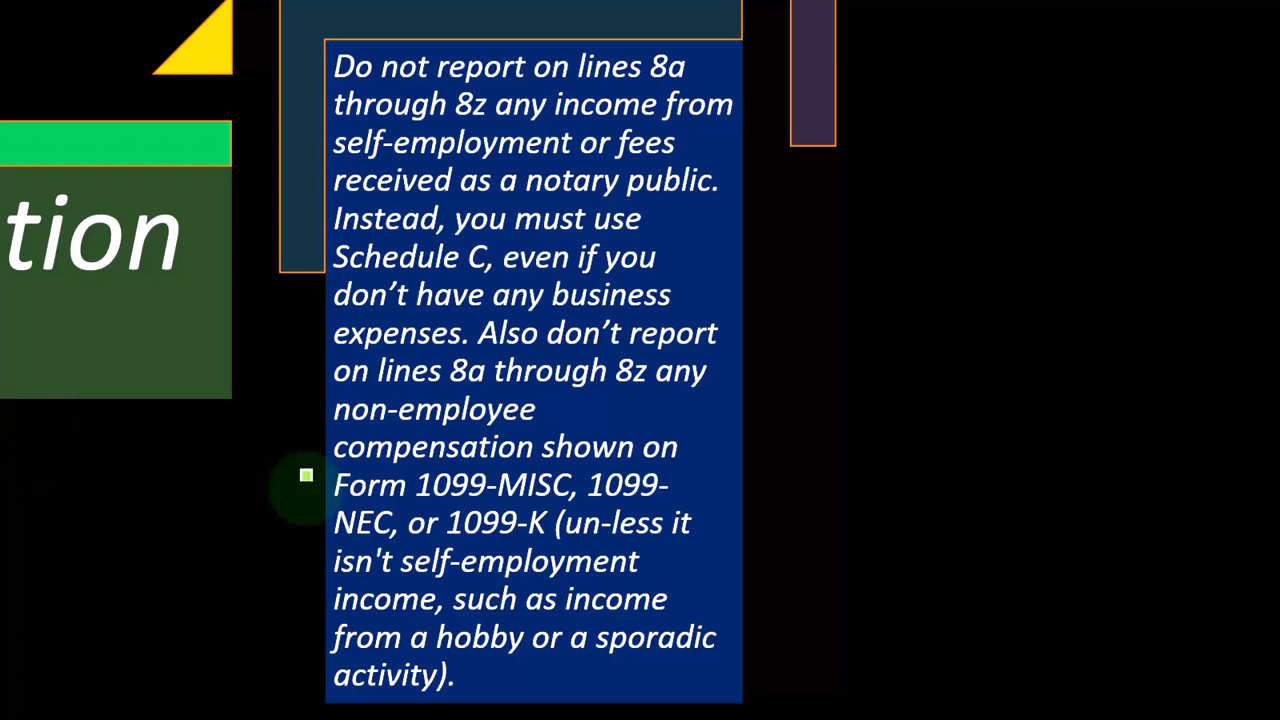 tion
Do not report on lines 8a
through 8z any income from
self-employment or fees
received as a notary public.
Instead, you must use
Schedule C, even if you
don’t have any business
expenses. Also don’t report
on lines 8a through 8z any
non-employee
compensation shown on
Form 1099-MISC, 1099-
NEC, or 1099-K (un-less it
isn't self-employment
income, such as income
from a hobby or a sporadic
activity).